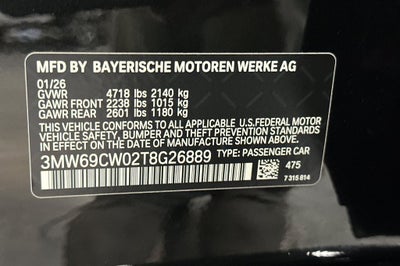 MFD BY BAYERISCHE MOTOREN WERKE AG
01/26
GVWR 4718 lbs 2140 kg
GAWR FRONT 2238 lbs 1015 kg
GAWR REAR 2601 lbs 1180 kg
THIS VEHICLE CONFORMS TO ALL APPLICABLE U.S.FEDERAL MOTOR
VEHICLE SAFETY, BUMPER, AND THEFT PREVENTION STANDARDS
IN EFFECT ON THE DATE OF MANUFACTURE SHOWN ABOVE.
3MW69CW02T8G26889 TYPE: PASSENGER CAR
475
7 315 814